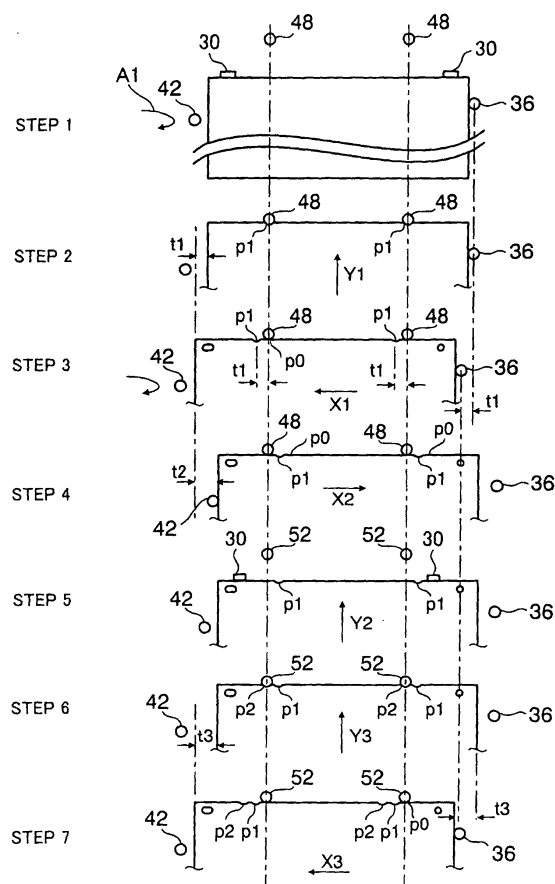 48 48
30 30
A1 42 36
STEP 1
48 48
p1 p1
t1 36
STEP 2 Y1
p1 48 p1 48
p0
STEP 3 42 t1 t1 36
X1 t1
48 p0 48 p0
p1 p1
t2
STEP 4 42 X2 36
52 52
30 30
STEP 5 42 p1 p1 36
Y2
52 52
STEP 6 42 p2 p1 p2 p1 36
t3 Y3
52 52
p2 p1 p2 p1 p0 t3
STEP 7 42 36
X3